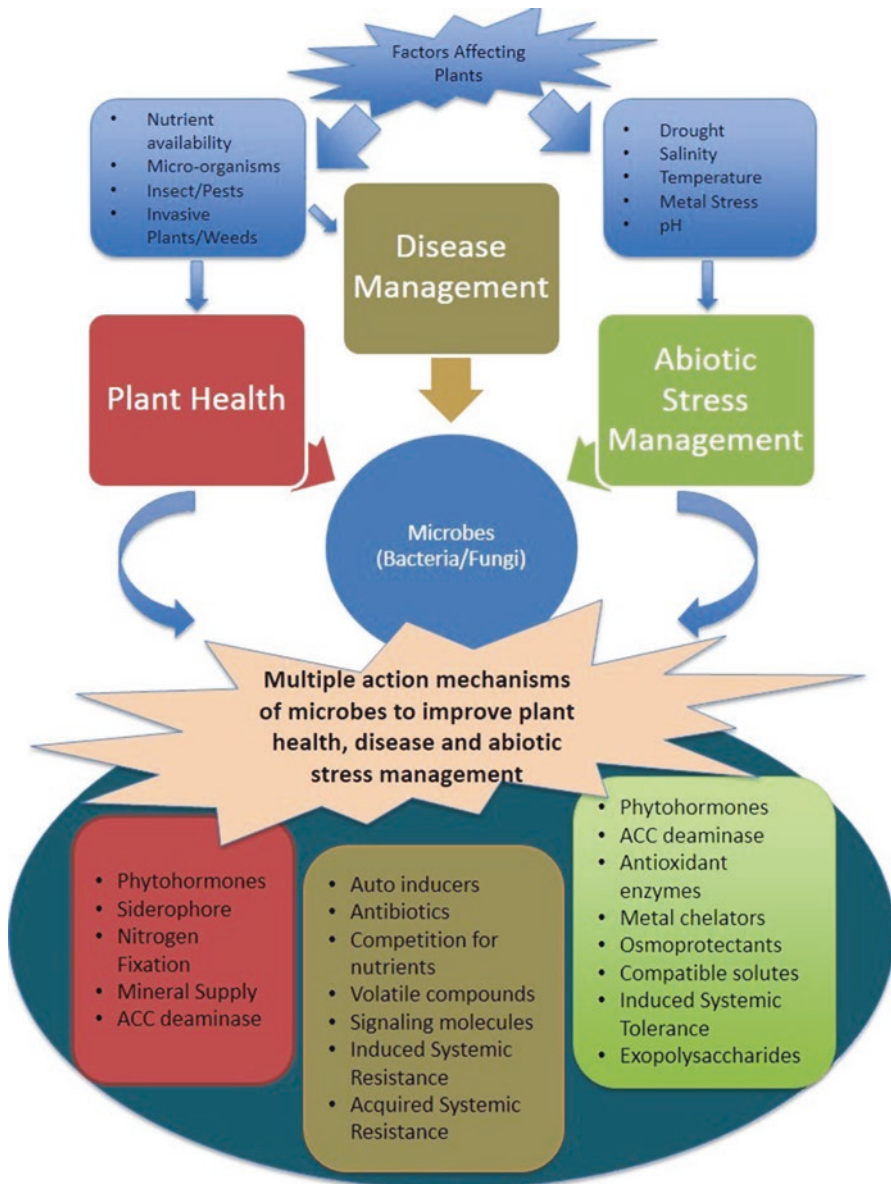 Factors Affecting
Plants
• Nutrient
availability
• Micro-organisms
• Insect/Pests
• Invasive
Plants/Weeds
• Drought
• Salinity
• Temperature
• Metal Stress
• pH
Disease
Management
Plant Health
Abiotic
Stress
Management
Microbes
(Bacteria/Fungi)
Multiple action mechanisms
of microbes to improve plant
health, disease and abiotic
stress management
• Phytohormones
• Siderophore
• Nitrogen
Fixation
• Mineral Supply
• ACC deaminase
• Auto inducers
• Antibiotics
• Competition for
nutrients
• Volatile compounds
• Signaling molecules
• Induced Systemic
Resistance
• Acquired Systemic
Resistance
• Phytohormones
• ACC deaminase
• Antioxidant
enzymes
• Metal chelators
• Osmoprotectants
• Compatible solutes
• Induced Systemic
Tolerance
• Exopolysaccharides